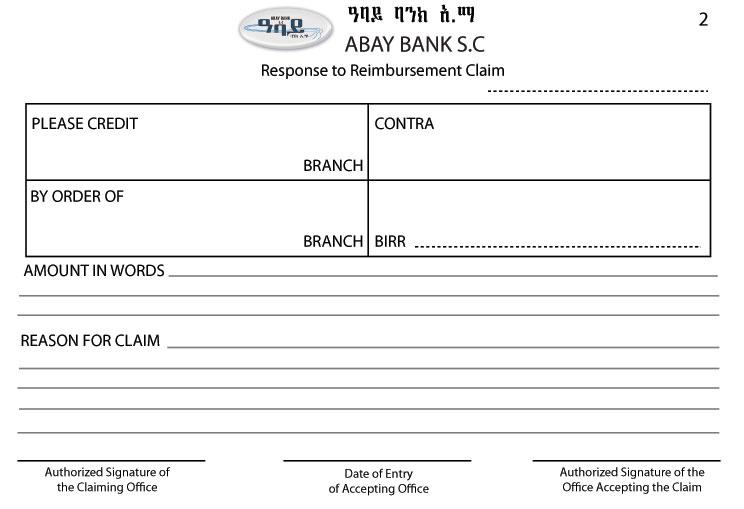 ዓባይ ባንክ አ.ማ
2
ABAY BANK
ዓባይ
ባንክ አ.ማ.
ABAY BANK S.C
Response to Reimbursement Claim
PLEASE CREDIT
CONTRA
BRANCH
BY ORDER OF
BRANCH
BIRR
AMOUNT IN WORDS
REASON FOR CLAIM
Authorized Signature of
the Claiming Office
Date of Entry
of Accepting Office
Authorized Signature of the
Office Accepting the Claim